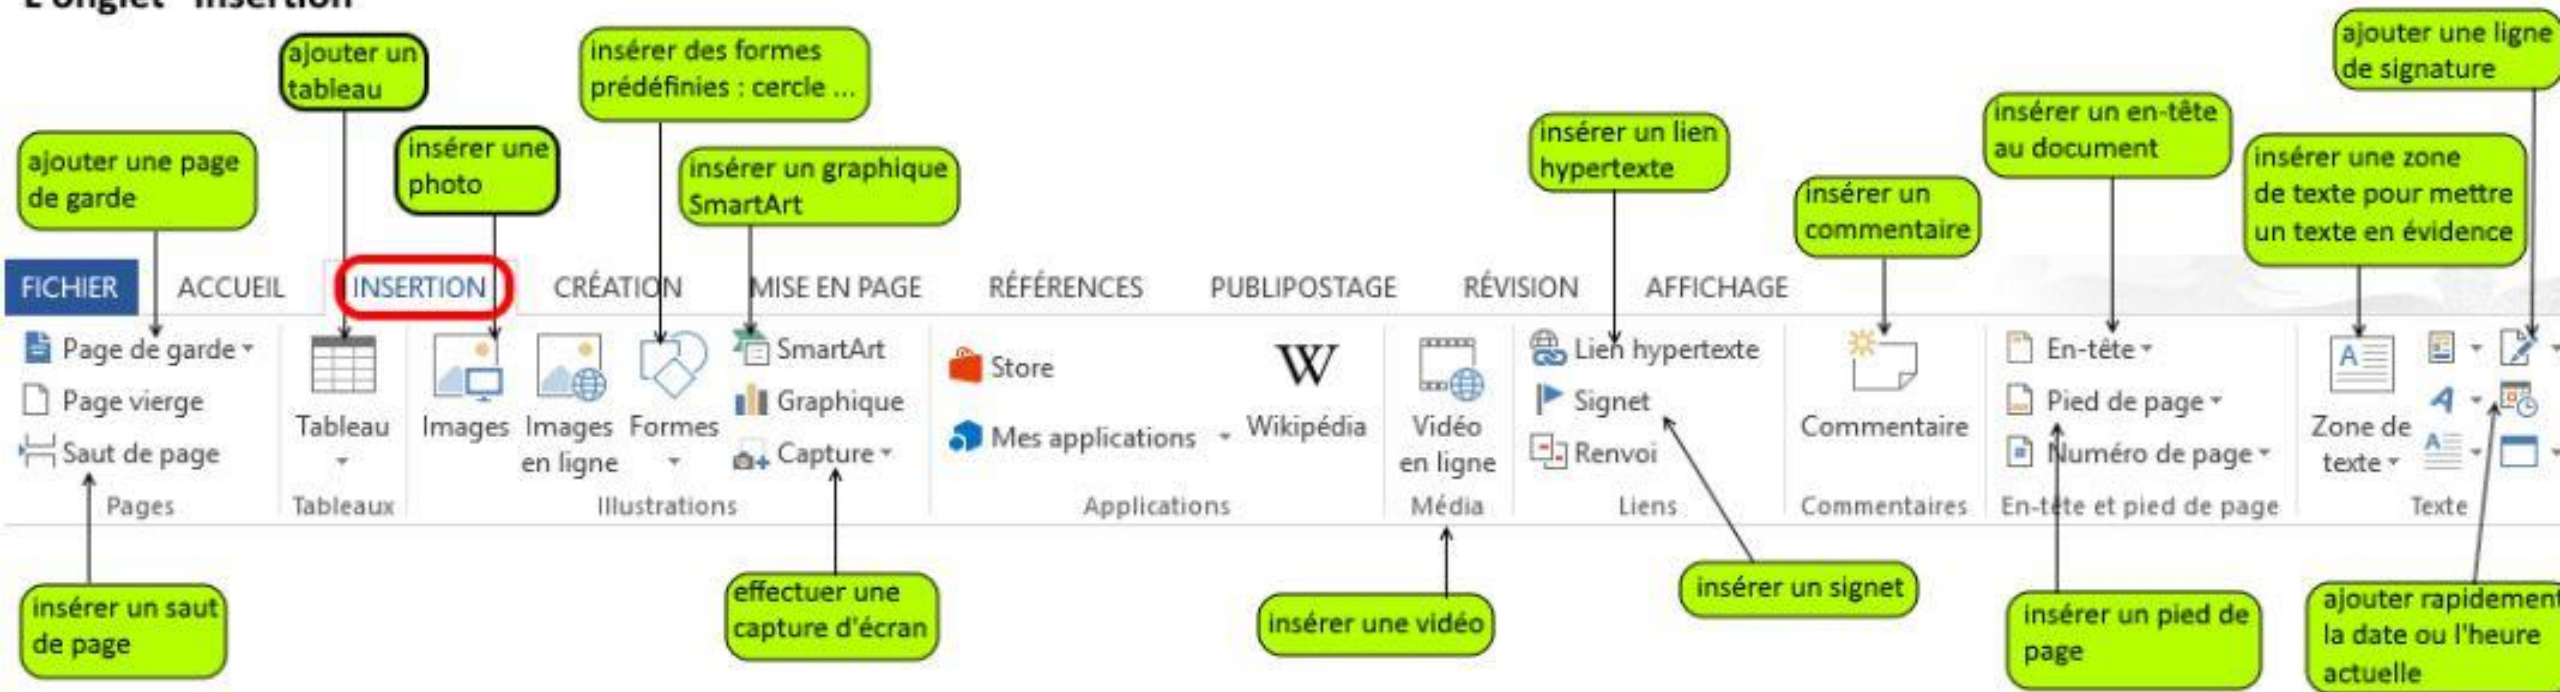 L'onglet "Insertion"
ajouter un
tableau
insérer des formes
prédéfinies : cercle ...
ajouter une ligne
de signature
ajouter une page
de garde
insérer une
photo
insérer un graphique
SmartArt
insérer un lien
hypertexte
insérer un
commentaire
insérer un en-tête
au document
insérer une zone
de texte pour mettre
un texte en évidence
FICHIER ACCUEIL INSERTION CRÉATION MISE EN PAGE RÉFÉRENCES PUBLIPOSTAGE RÉVISION AFFICHAGE
Page de garde
Page vierge
Saut de page
Pages
Tableau
Tableaux
Images
Images
en ligne
Formes
SmartArt
Graphique
Capture
Illustrations
Store
Mes applications
Wikipédia
Applications
Vidéo
en ligne
Média
Lien hypertexte
Signet
Renvoi
Liens
Commentaire
Commentaires
En-tête
Pied de page
Numéro de page
En-tête et pied de page
A
Zone de
texte
Texte
insérer un saut
de page
effectuer une
capture d'écran
insérer une vidéo
insérer un signet
insérer un pied de
page
ajouter rapidement
la date ou l'heure
actuelle